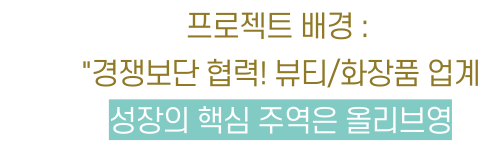 프로젝트 배경 :
"경쟁보단 협력! 뷰티/화장품 업계
성장의 핵심 주역은 올리브영